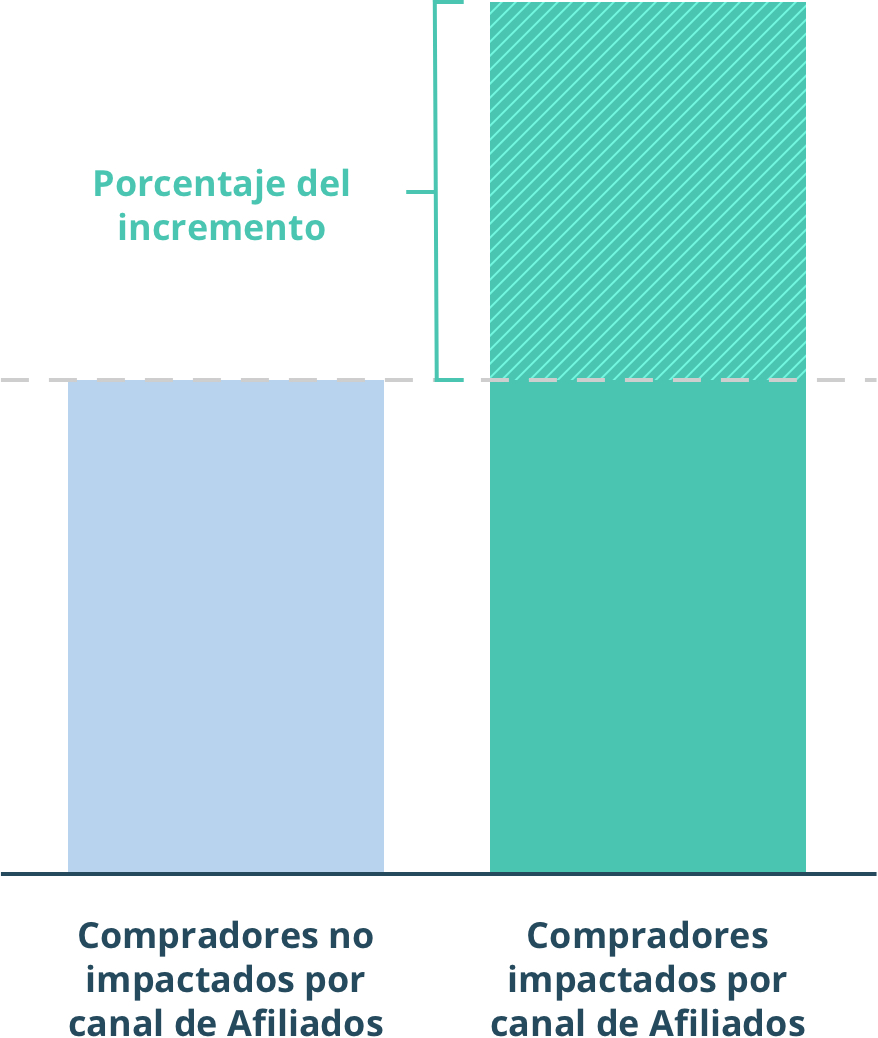 Porcentaje del
incremento
Compradores no
impactados por
canal de Afiliados
Compradores
impactados por
canal de Afiliados